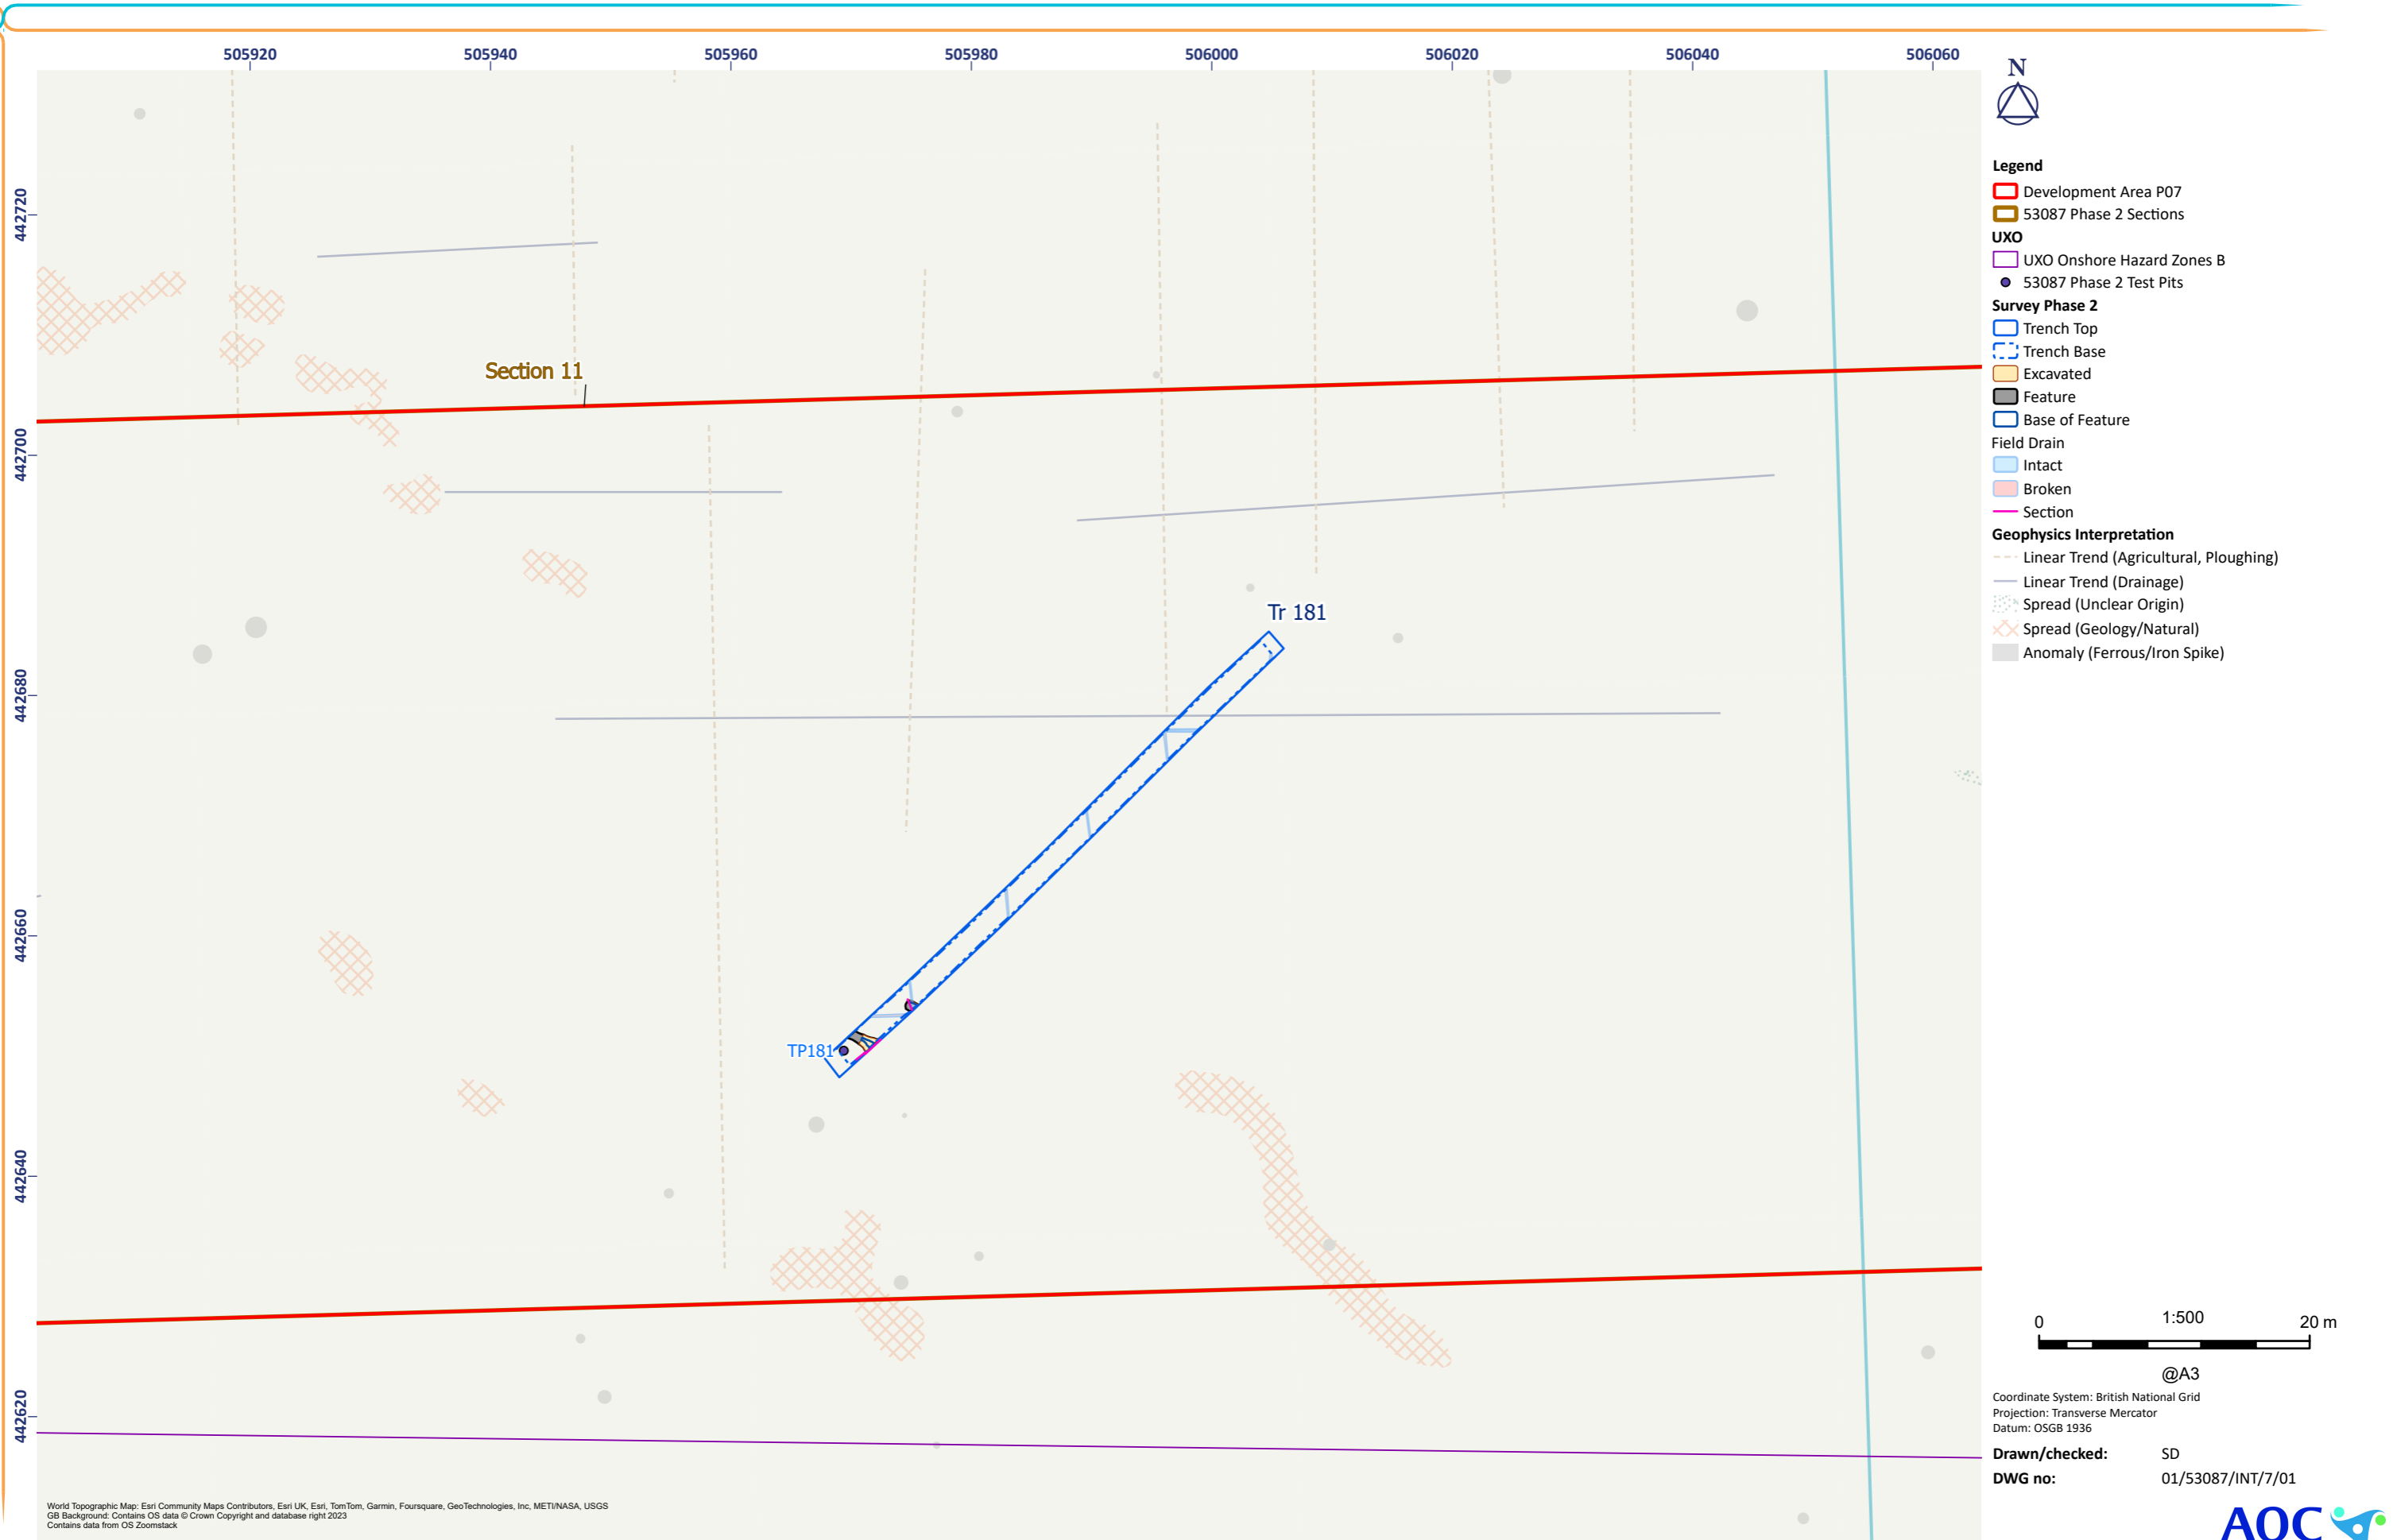 505920 505940 505960 505980 506000 506020 506040 506060
N
442720
442700
442680
442660
442640
442620
Section 11
Tr 181
TP181
Legend
Development Area P07
53087 Phase 2 Sections
UXO
UXO Onshore Hazard Zones B
53087 Phase 2 Test Pits
Survey Phase 2
Trench Top
Trench Base
Excavated
Feature
Base of Feature
Field Drain
Intact
Broken
Section
Geophysics Interpretation
Linear Trend (Agricultural, Ploughing)
Linear Trend (Drainage)
Spread (Unclear Origin)
Spread (Geology/Natural)
Anomaly (Ferrous/Iron Spike)
0 1:500 20 m
@A3
Coordinate System: British National Grid
Projection: Transverse Mercator
Datum: OSGB 1936
Drawn/checked: SD
DWG no: 01/53087/INT/7/01
World Topographic Map: Esri Community Maps Contributors, Esri UK, Esri, TomTom, Garmin, Foursquare, GeoTechnologies, Inc, METI/NASA, USGS
GB Background: Contains OS data © Crown Copyright and database right 2023
Contains data from OS Zoomstack
AOC